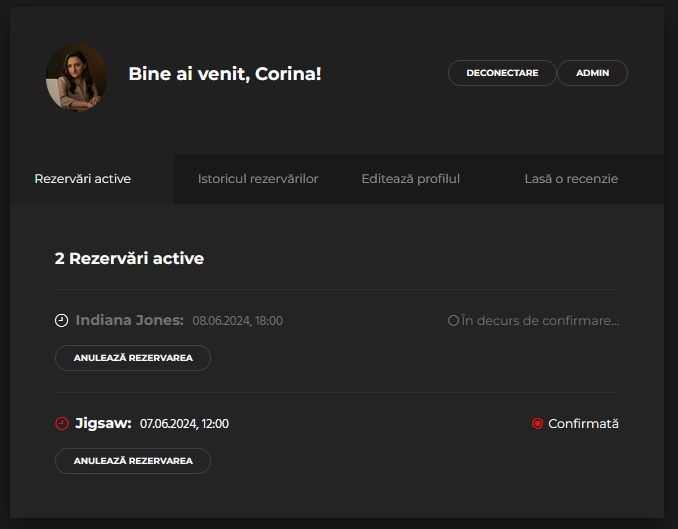 Bine ai venit, Corina!
DECONECTARE
ADMIN
Rezervări active
Istoricul rezervărilor
Editează profilul
Lasă o recenzie
2 Rezervări active
Indiana Jones: 08.06.2024, 18:00
În decurs de confirmare...
ANULEAZĂ REZERVAREA
Jigsaw: 07.06.2024, 12:00
Confirmată
ANULEAZĂ REZERVAREA